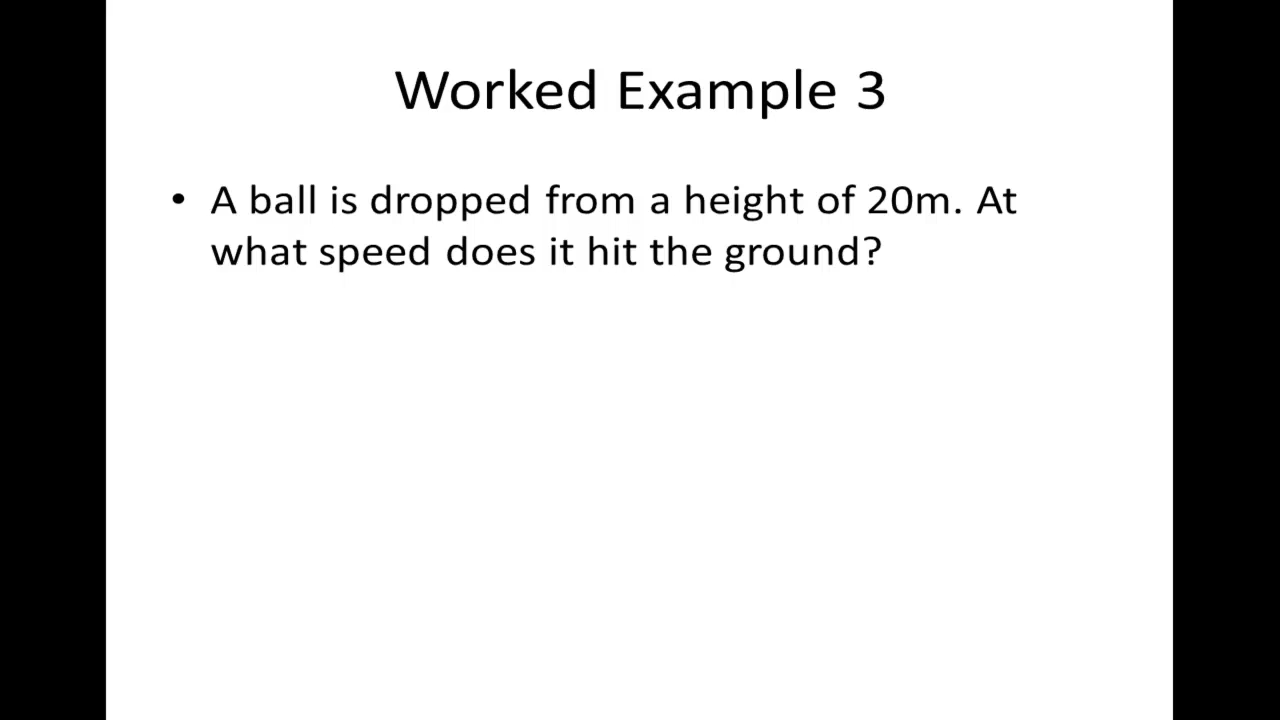 Worked Example 3
• A ball is dropped from a height of 20m. At
what speed does it hit the ground?